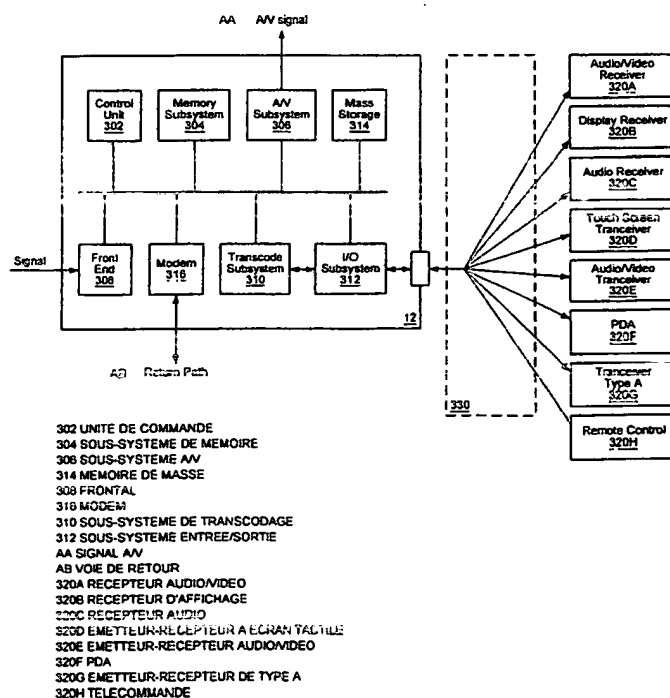 AA A/V signal
Control Unit 302
Memory Subsystem 304
A/V Subsystem 306
Mass Storage 314
Signal
Front End 308
Modem 316
Transcode Subsystem 310
I/O Subsystem 312
12
AB Return Path
330
Audio/Video Receiver 320A
Display Receiver 320B
Audio Receiver 320C
Touch Screen Tranceiver 320D
Audio/Video Tranceiver 320E
PDA 320F
Tranceiver Type A 320G
Remote Control 320H
302 UNITE DE COMMANDE
304 SOUS-SYSTEME DE MEMOIRE
306 SOUS-SYSTEME A/V
314 MEMOIRE DE MASSE
308 FRONTAL
316 MODEM
310 SOUS-SYSTEME DE TRANSCODAGE
312 SOUS-SYSTEME ENTREE/SORTIE
AA SIGNAL A/V
AB VOIE DE RETOUR
320A RECEPTEUR AUDIO/VIDEO
320B RECEPTEUR D'AFFICHAGE
320C RECEPTEUR AUDIO
320D EMETTEUR-RECEPTEUR A ECRAN TACTILE
320E EMETTEUR-RECEPTEUR AUDIO/VIDEO
320F PDA
320G EMETTEUR-RECEPTEUR DE TYPE A
320H TELECOMMANDE